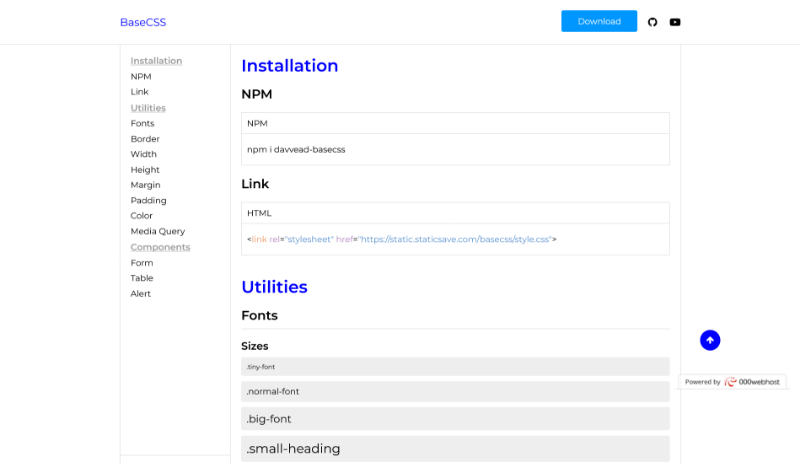 BaseCSS
Download
Installation
NPM
Link
Utilities
Fonts
Border
Width
Height
Margin
Padding
Color
Media Query
Components
Form
Table
Alert
Installation
NPM
NPM
npm i davvead-basecss
Link
HTML
<link rel="stylesheet" href="https://static.staticsave.com/basecss/style.css">
Utilities
Fonts
Sizes
.tiny-font
.normal-font
.big-font
.small-heading
Powered by 000webhost